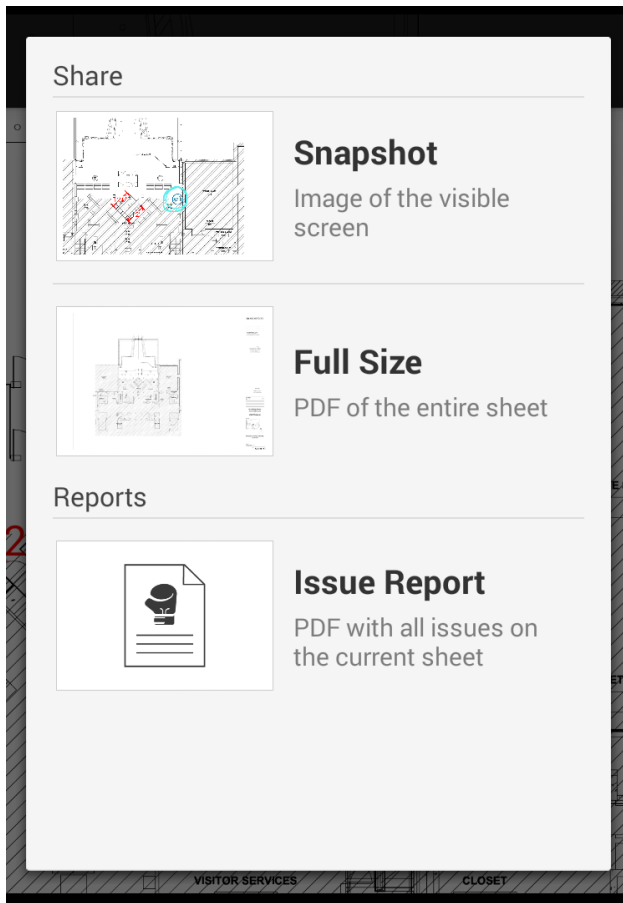 Share
Snapshot
Image of the visible
screen
Full Size
PDF of the entire sheet
Reports
Issue Report
PDF with all issues on
the current sheet
2
VISITOR SERVICES
CLOSET